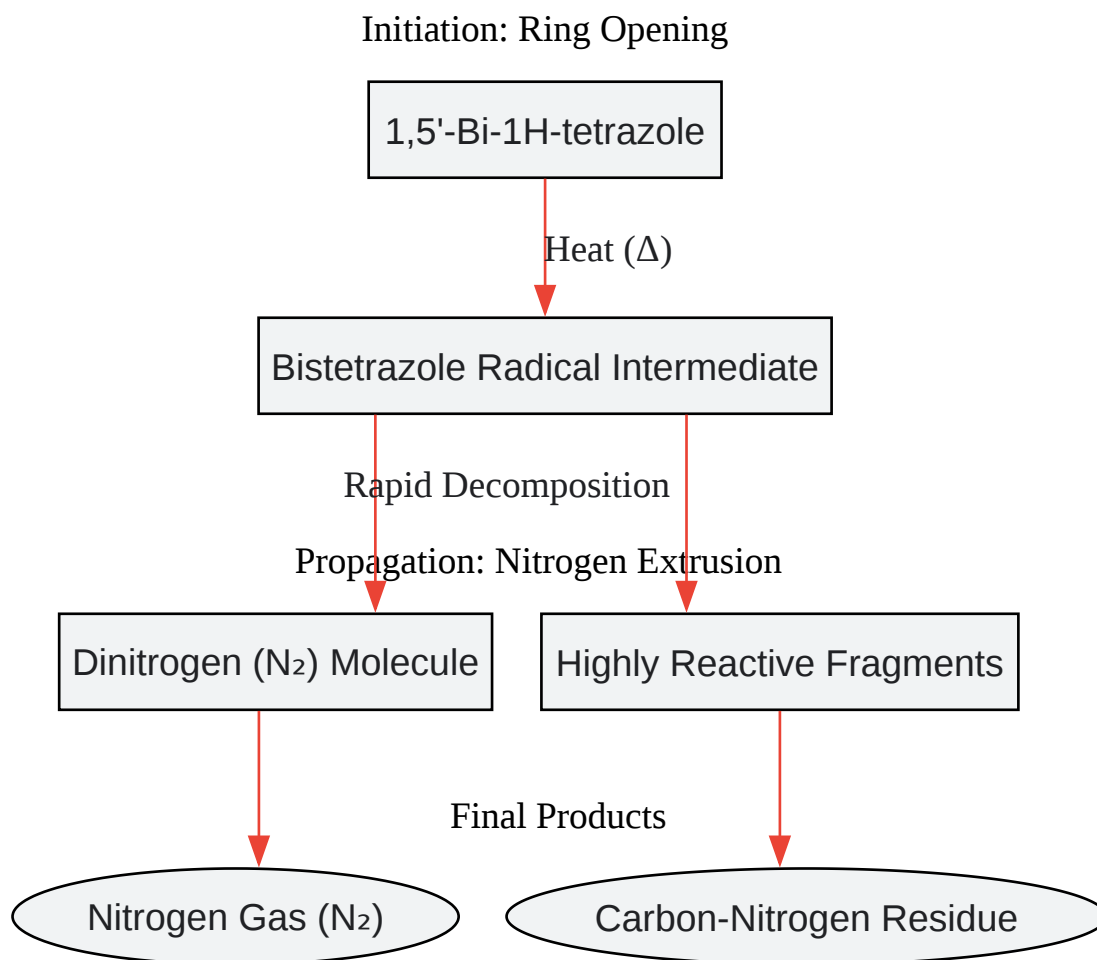 Initiation: Ring Opening
1,5'-Bi-1H-tetrazole
Heat (Δ)
Bistetrazole Radical Intermediate
Rapid Decomposition
Propagation: Nitrogen Extrusion
Dinitrogen (N₂) Molecule
Highly Reactive Fragments
Final Products
Nitrogen Gas (N₂)
Carbon-Nitrogen Residue